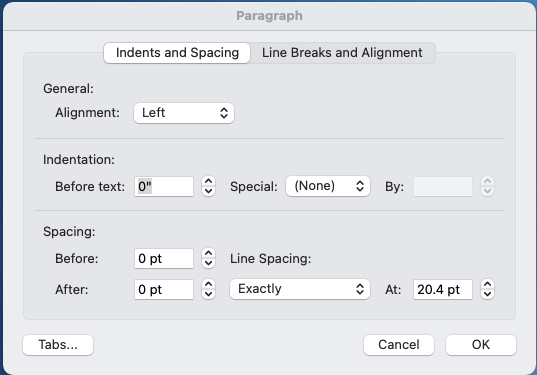 Paragraph
Indents and Spacing Line Breaks and Alignment
General:
Alignment: Left
Indentation:
Before text: 0" Special: (None) By:
Spacing:
Before: 0 pt Line Spacing:
After: 0 pt Exactly At: 20.4 pt
Tabs... Cancel OK